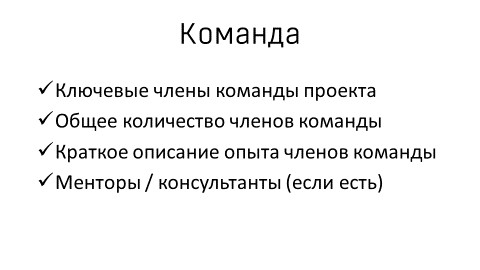 Команда
✓Ключевые члены команды проекта
✓Общее количество членов команды
✓Краткое описание опыта членов команды
✓Менторы / консультанты (если есть)